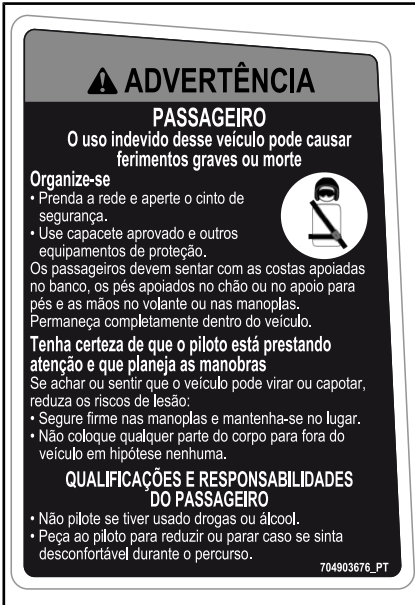 ADVERTÊNCIA
PASSAGEIRO
O uso indevido desse veículo pode causar
ferimentos graves ou morte
Organize-se
• Prenda a rede e aperte o cinto de
segurança.
• Use capacete aprovado e outros
equipamentos de proteção.
Os passageiros devem sentar com as costas apoiadas
no banco, os pés apoiados no chão ou no apoio para
pés e as mãos no volante ou nas manoplas.
Permaneça completamente dentro do veículo.
Tenha certeza de que o piloto está prestando
atenção e que planeja as manobras
Se achar ou sentir que o veículo pode virar ou capotar,
reduza os riscos de lesão:
• Segure firme nas manoplas e mantenha-se no lugar.
• Não coloque qualquer parte do corpo para fora do
veículo em hipótese nenhuma.
QUALIFICAÇÕES E RESPONSABILIDADES
DO PASSAGEIRO
• Não pilote se tiver usado drogas ou álcool.
• Peça ao piloto para reduzir ou parar caso se sinta
desconfortável durante o percurso.
704903676_PT